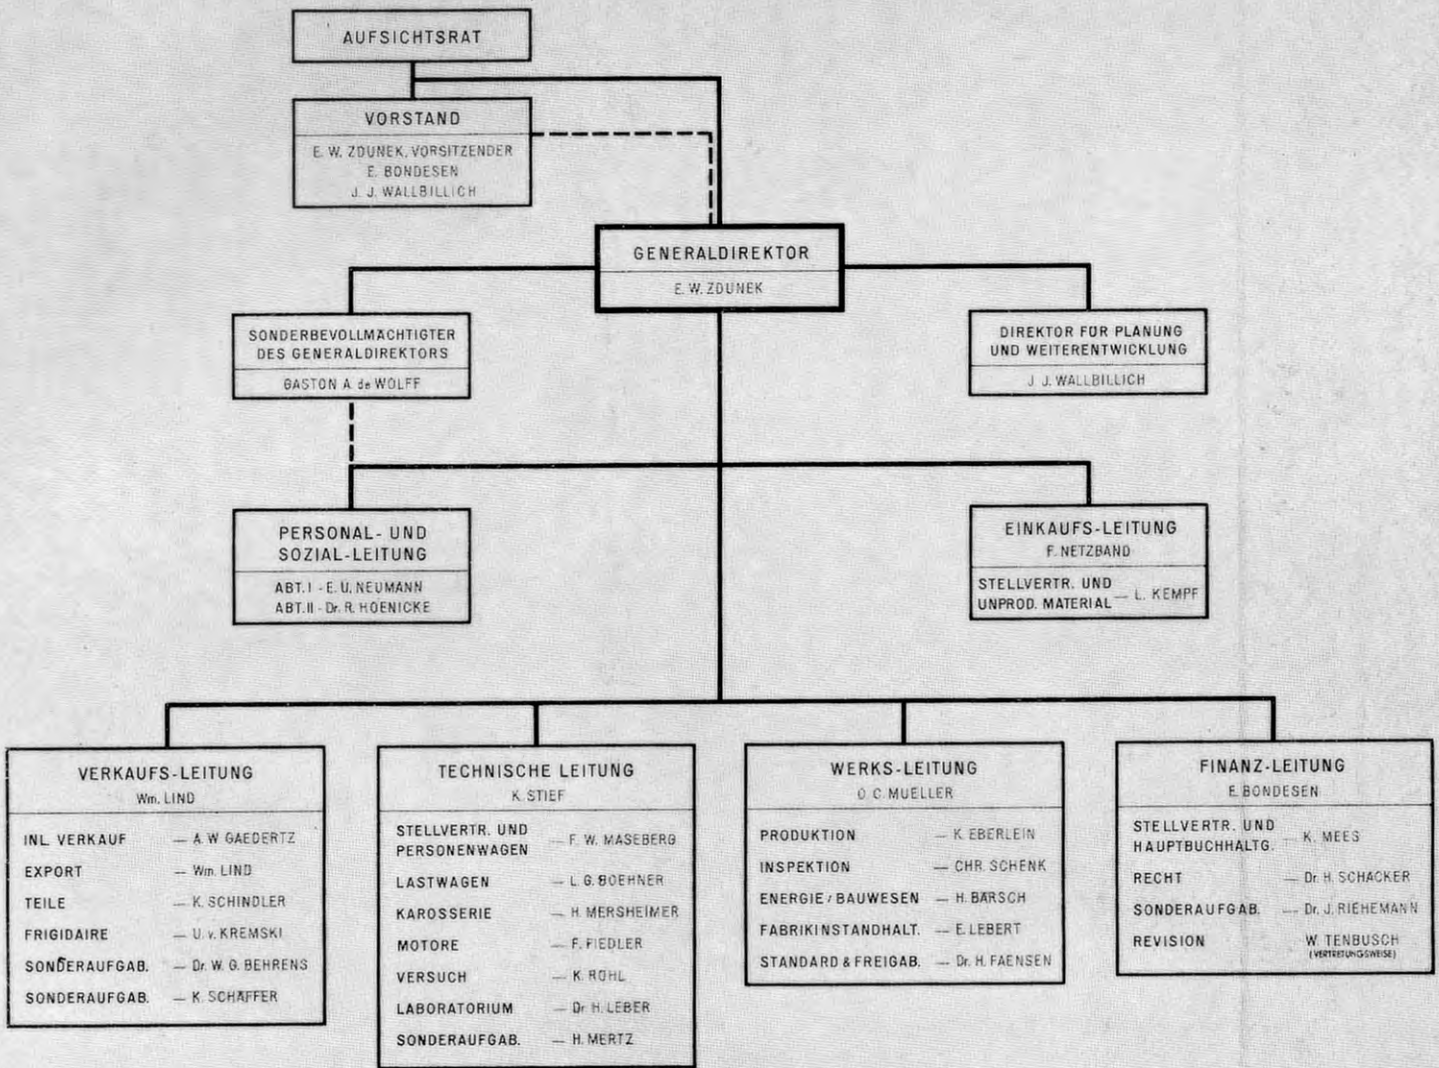 AUFSICHTSRAT
VORSTAND
E. W. ZDUNEK, VORSITZENDER
E. BONDESEN
J. J. WALLBILLICH
GENERALDIREKTOR
E. W. ZDUNEK
SONDERBEVOLLMÄCHTIGTER
DES GENERALDIREKTORS
GASTON A. de WOLFF
DIREKTOR FÜR PLANUNG
UND WEITERENTWICKLUNG
J. J. WALLBILLICH
PERSONAL- UND
SOZIAL-LEITUNG
ABT. I - E. U. NEUMANN
ABT. II - Dr. R. HOENICKE
EINKAUFS-LEITUNG
F. NETZBAND
STELLVERTR. UND
UNPROD. MATERIAL — L. KEMPF
VERKAUFS-LEITUNG
Wm. LIND
INL. VERKAUF — A. W. GAEDERTZ
EXPORT — Wm. LIND
TEILE — K. SCHINDLER
FRIGIDAIRE — U. v. KREMSKI
SONDERAUFGAB. — Dr. W. G. BEHRENS
SONDERAUFGAB. — K. SCHÄFFER
TECHNISCHE LEITUNG
K. STIEF
STELLVERTR. UND
PERSONENWAGEN — F. W. MASEBERG
LASTWAGEN — L. G. BOEHNER
KAROSSERIE — H. MERSHEIMER
MOTORE — F. FIEDLER
VERSUCH — K. RÖHL
LABORATORIUM — Dr. H. LEBER
SONDERAUFGAB. — H. MERTZ
WERKS-LEITUNG
O. C. MUELLER
PRODUKTION — K. EBERLEIN
INSPEKTION — CHR. SCHENK
ENERGIE / BAUWESEN — H. BÄRSCH
FABRIKINSTANDHALT. — E. LEBERT
STANDARD & FREIGAB. — Dr. H. FAENSEN
FINANZ-LEITUNG
E. BONDESEN
STELLVERTR. UND
HAUPTBUCHHALTG. — K. MEES
RECHT — Dr. H. SCHACKER
SONDERAUFGAB. — Dr. J. RIEHEMANN
REVISION W. TENBUSCH
(VERTRETUNGSWEISE)